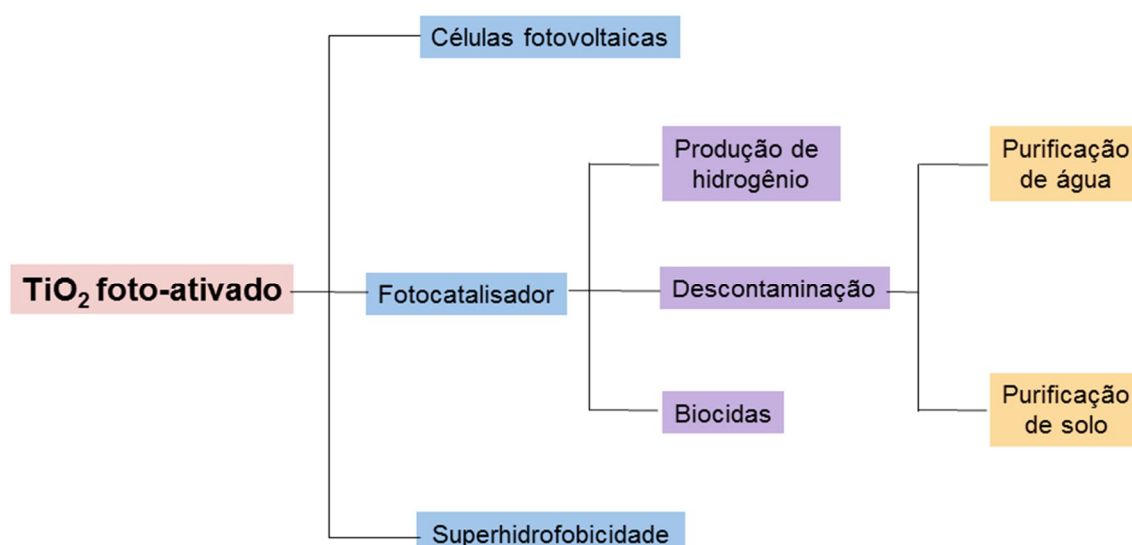 Células fotovoltaicas
Produção de
hidrogênio
Purificação
de água
TiO₂ foto-ativado
Fotocatalisador
Descontaminação
Biocidas
Purificação
de solo
Superhidrofobicidade